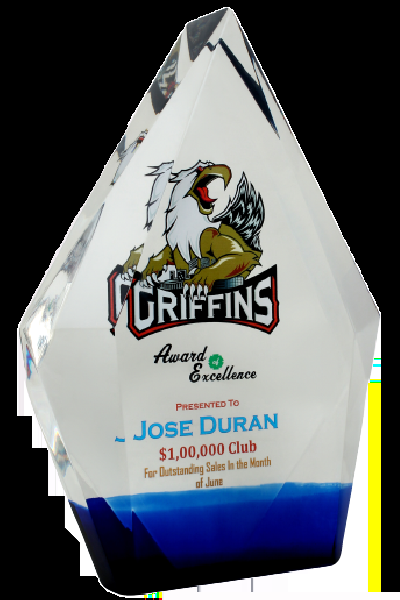 GRIFFINS
Award of
Excellence
PRESENTED TO
JOSE DURAN
$1,00,000 Club
For Outstanding Sales In the Month
of June